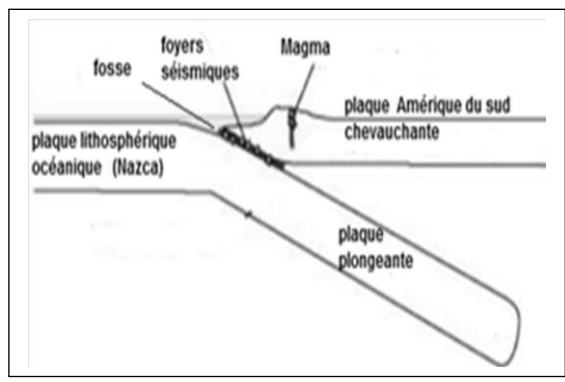 foyers
séismiques
Magma
fosse
plaque Amérique du sud
chevauchante
plaque lithosphérique
océanique (Nazca)
plaque
plongeante